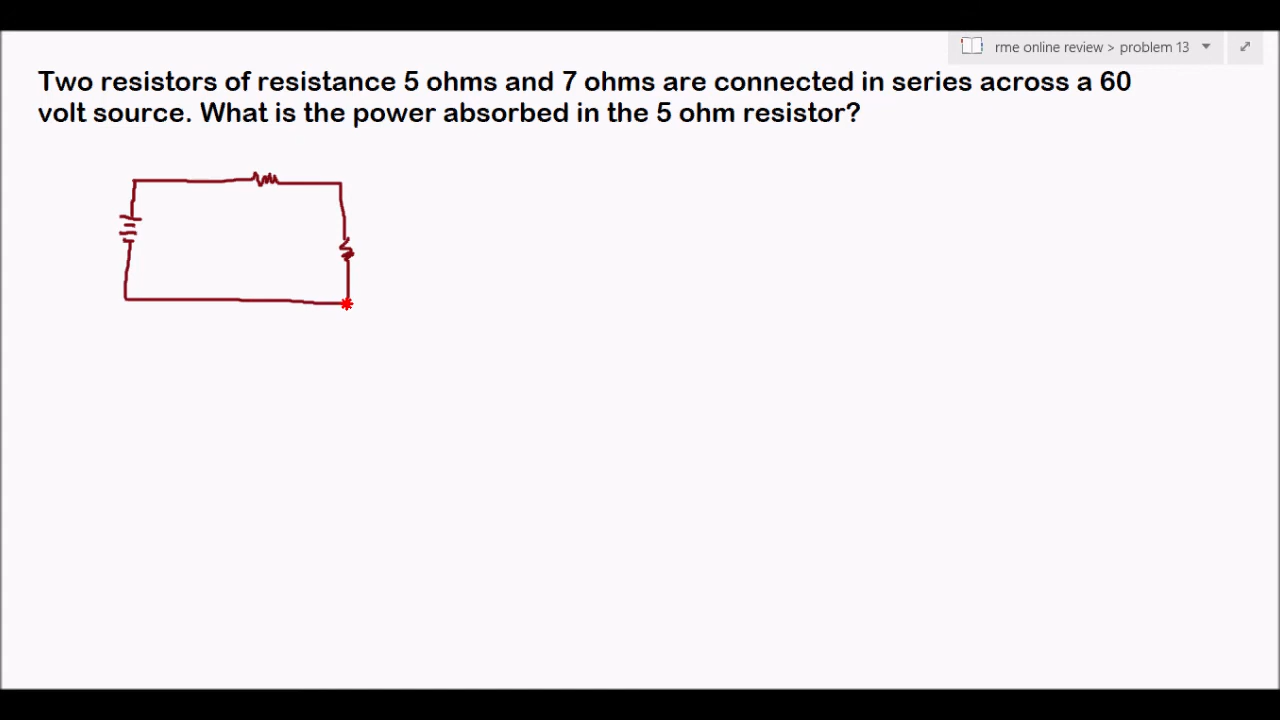 rme online review > problem 13
Two resistors of resistance 5 ohms and 7 ohms are connected in series across a 60
volt source. What is the power absorbed in the 5 ohm resistor?